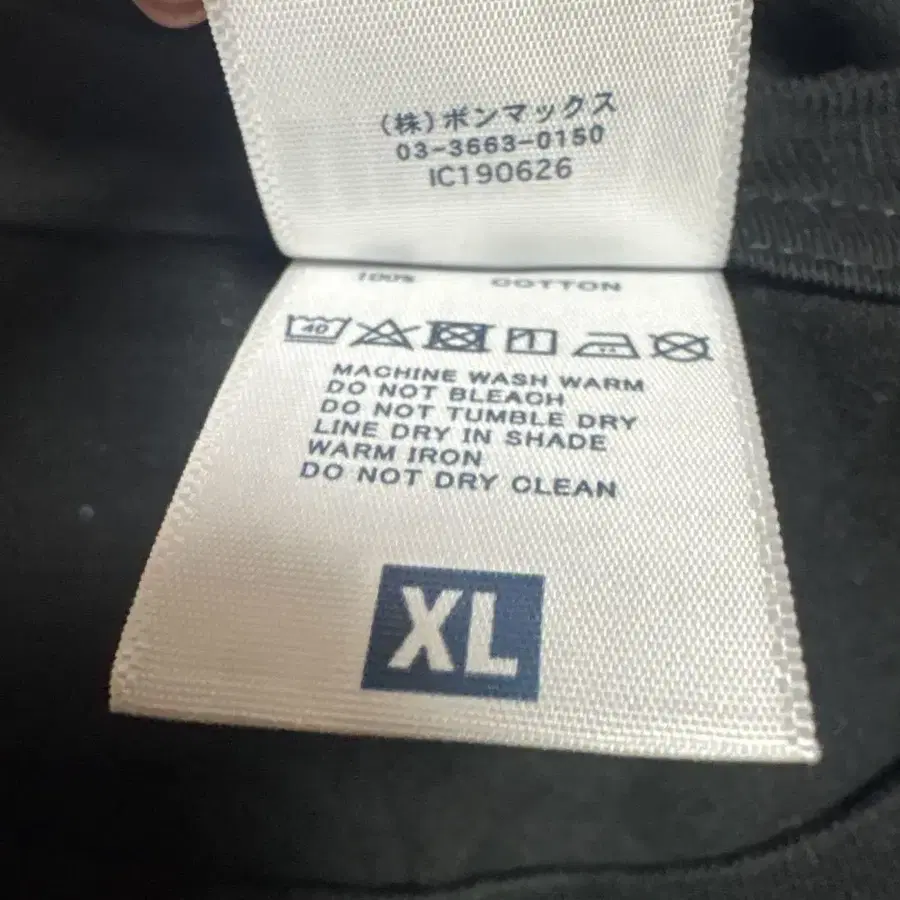 (株)ボンマックス
03-3663-0150
IC190626
100% COTTON
40
MACHINE WASH WARM
DO NOT BLEACH
DO NOT TUMBLE DRY
LINE DRY IN SHADE
WARM IRON
DO NOT DRY CLEAN
XL